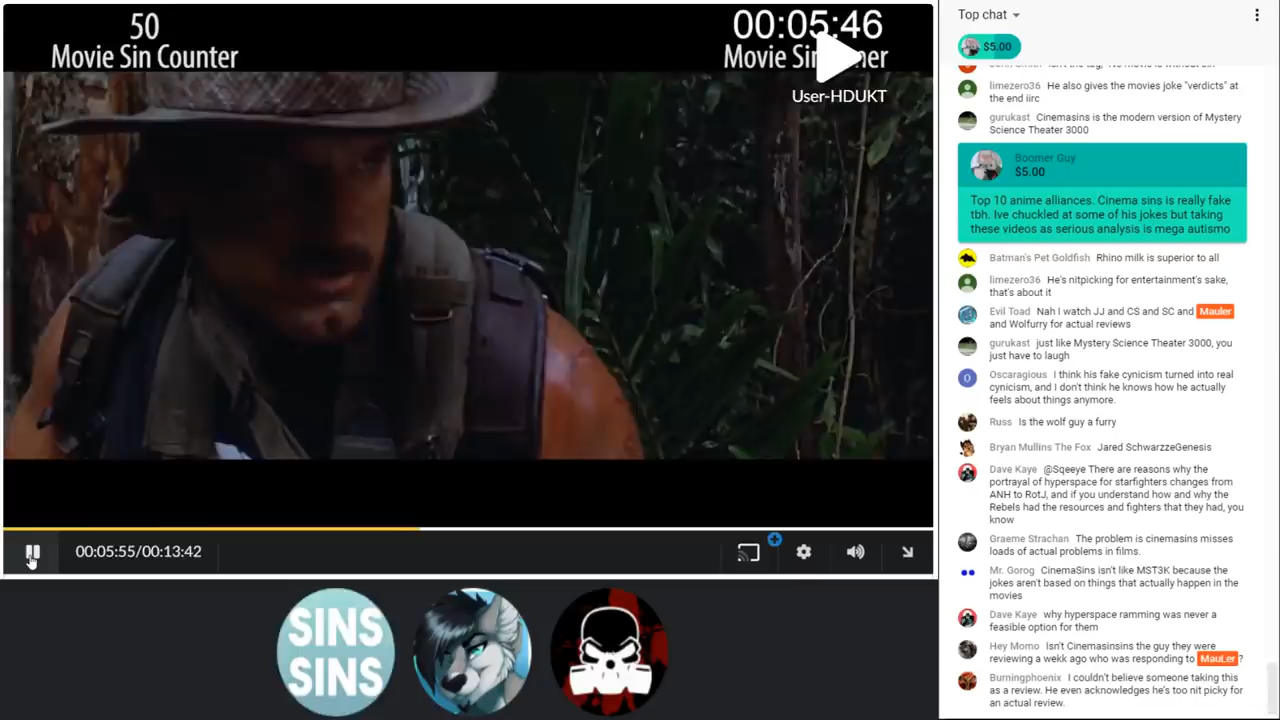 50
Movie Sin Counter
00:05:46
Movie Sin
ner
User-HDUKT
00:05:55/00:13:42
SINS
SINS
Top chat
$5.00
limezero36 He also gives the movies joke "verdicts" at
the end iirc
gurukast Cinemasins is the modern version of Mystery
Science Theater 3000
Boomer Guy
$5.00
Top 10 anime alliances. Cinema sins is really fake
tbh. Ive chuckled at some of his jokes but taking
these videos as serious analysis is mega autismo
Batman's Pet Goldfish Rhino milk is superior to all
limezero36 He's nitpicking for entertainment's sake,
that's about it
Evil Toad Nah I watch JJ and CS and SC and Mauler
and Wolfurry for actual reviews
gurukast just like Mystery Science Theater 3000, you
just have to laugh
O
Oscaragious I think his fake cynicism turned into real
cynicism, and I don't think he knows how he actually
feels about things anymore.
Russ Is the wolf guy a furry
Bryan Mullins The Fox Jared SchwarzzeGenesis
Dave Kaye @Sqeeye There are reasons why the
portrayal of hyperspace for starfighters changes from
ANH to RotJ, and if you understand how and why the
Rebels had the resources and fighters that they had, you
know
Graeme Strachan The problem is cinemasins misses
loads of actual problems in films.
Mr. Gorog CinemaSins isn't like MST3K because the
jokes aren't based on things that actually happen in the
movies
Dave Kaye why hyperspace ramming was never a
feasible option for them
Hey Momo Isn't Cinemasinsins the guy they were
reviewing a wekk ago who was responding to MauLer ?
Burningphoenix I couldn't believe someone taking this
as a review. He even acknowledges he's too nit picky for
an actual review.